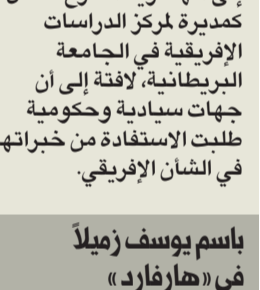 كمديرة لمركز الدراسات
الإفريقية في الجامعة
البريطانية، لافتة إلى أن
جهات سيادية وحكومية
طلبت الاستفادة من خبراتها
في الشأن الإفريقي.
باسم يوسف زميلاً
في «هارفارد»